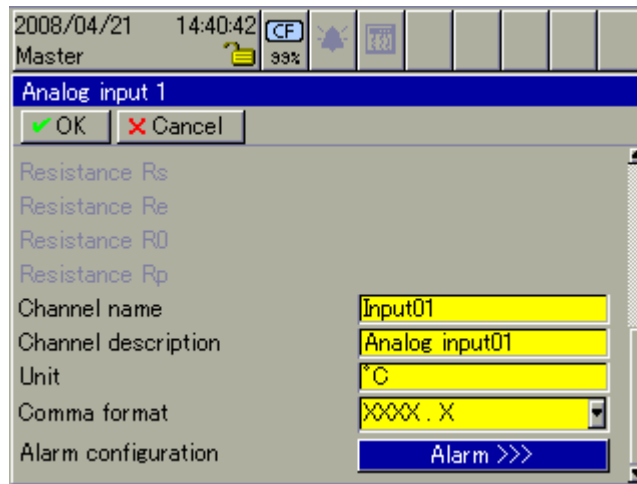 2008/04/21 14:40:42 CF
Master 99%
Analog input 1
OK Cancel
Resistance Rs
Resistance Re
Resistance R0
Resistance Rp
Channel name Input01
Channel description Analog input01
Unit °C
Comma format XXXX . X
Alarm configuration Alarm >>>